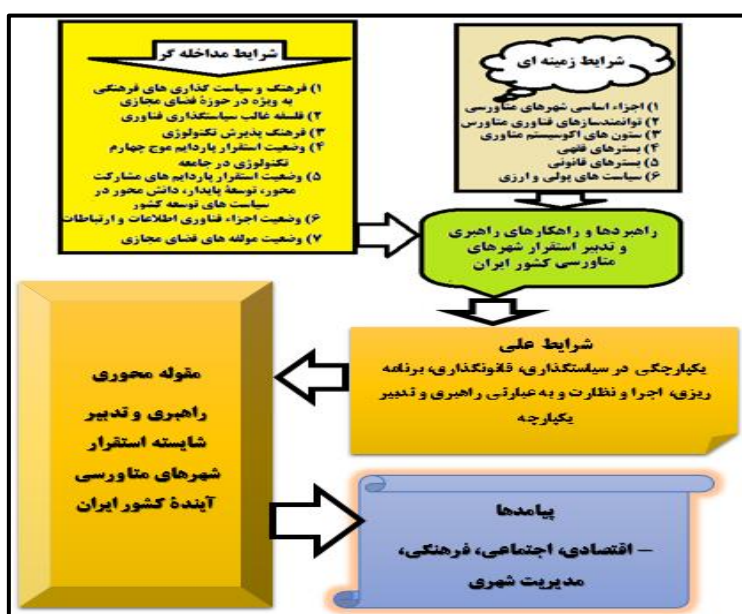 شرایط زمینه ای
۱) اجزاء اساسی شهرهای متاورسی
۲) توانمندسازهای فناوری متاورس
۳) ستون های اکوسیستم متاوری
۴) بسترهای فقهی
۵) بسترهای قانونی
۶) سیاست های پولی و ارزی
شرایط مداخله گر
۱) فرهنگ و سیاست گذاری های فرهنگی
به ویژه در حوزۀ فضای مجازی
۲) فلسفه غالب سیاستگذاری فناوری
۳) فرهنگ پذیرش تکنولوژی
۴) وضعیت استقرار پاردایم موج چهارم
تکنولوژی در جامعه
۵) وضعیت استقرار پاردایم های مشارکت
محور، توسعۀ پایدار، دانش محور در
سیاست های توسعه کشور
۶) وضعیت اجزاء فناوری اطلاعات و ارتباطات
۷) وضعیت مولفه های فضای مجازی
راهبردها و راهکارهای راهبری
و تدبیر استقرار شهرهای
متاورسی کشور ایران
شرایط علی
یکپارچگی در سیاستگذاری، قانونگذاری، برنامه
ریزی، اجرا و نظارت و به عبارتی راهبری و تدبیر
یکپارچه
مقوله محوری
راهبری و تدبیر
شایسته استقرار
شهرهای متاورسی
آیندۀ کشور ایران
پیامدها
– اقتصادی، اجتماعی، فرهنگی،
مدیریت شهری